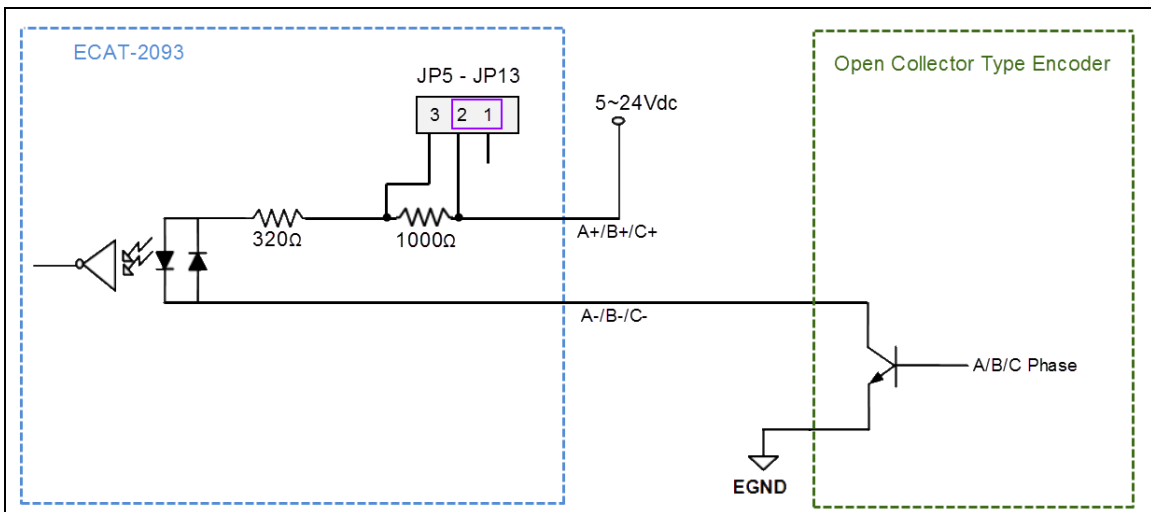 ECAT-2093
JP5 - JP13
3 2 1
5~24Vdc
Open Collector Type Encoder
320Ω
1000Ω
A+/B+/C+
A-/B-/C-
A/B/C Phase
EGND